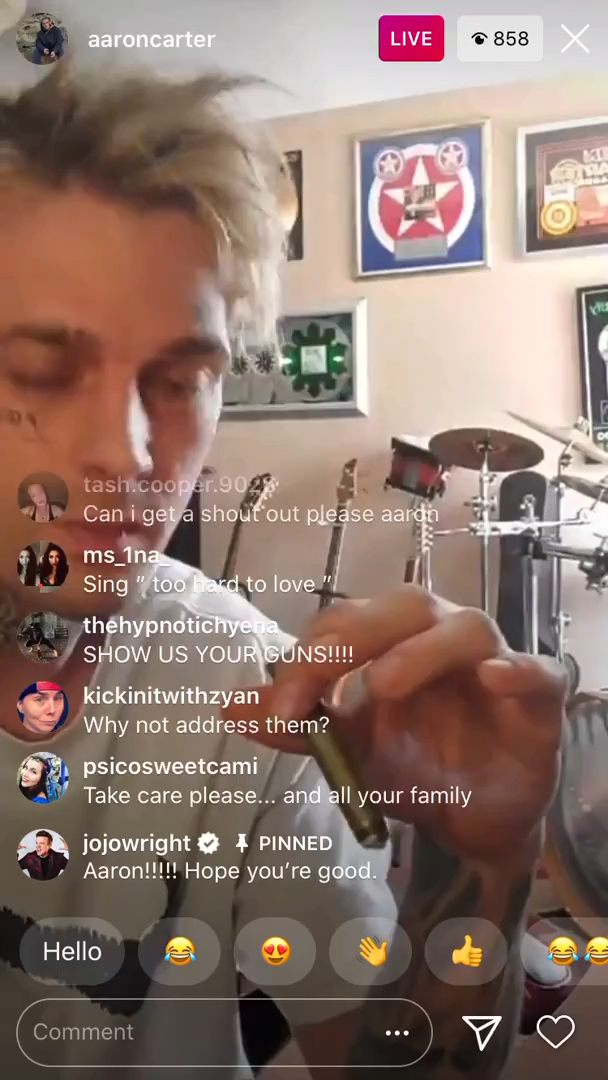 aaroncarter
LIVE
858
tash.cooper.902
Can i get a shout out please aaron
ms_1na_
Sing “ too hard to love ”
thehypnotichyena
SHOW US YOUR GUNS!!!!
kickinitwithzyan
Why not address them?
psicosweetcami
Take care please... and all your family
jojowright PINNED
Aaron!!!!! Hope you’re good.
Hello
Comment